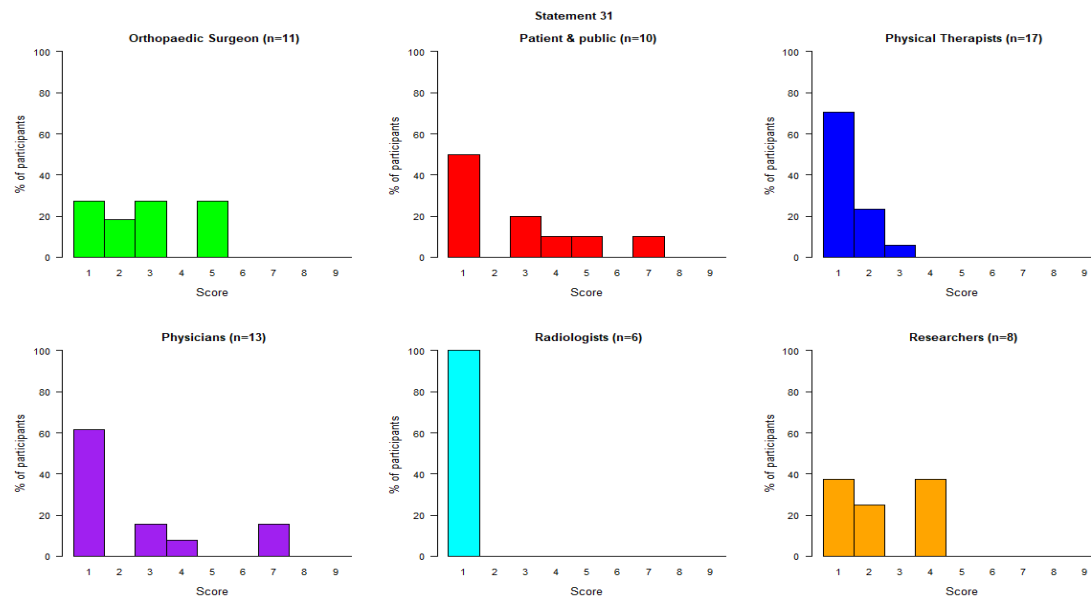 Statement 31
Orthopaedic Surgeon (n=11)
Patient & public (n=10)
Physical Therapists (n=17)
100
80
60
40
20
0
% of participants
1 2 3 4 5 6 7 8 9
Score
100
80
60
40
20
0
% of participants
1 2 3 4 5 6 7 8 9
Score
100
80
60
40
20
0
% of participants
1 2 3 4 5 6 7 8 9
Score
Physicians (n=13)
Radiologists (n=6)
Researchers (n=8)
100
80
60
40
20
0
% of participants
1 2 3 4 5 6 7 8 9
Score
100
80
60
40
20
0
% of participants
1 2 3 4 5 6 7 8 9
Score
100
80
60
40
20
0
% of participants
1 2 3 4 5 6 7 8 9
Score